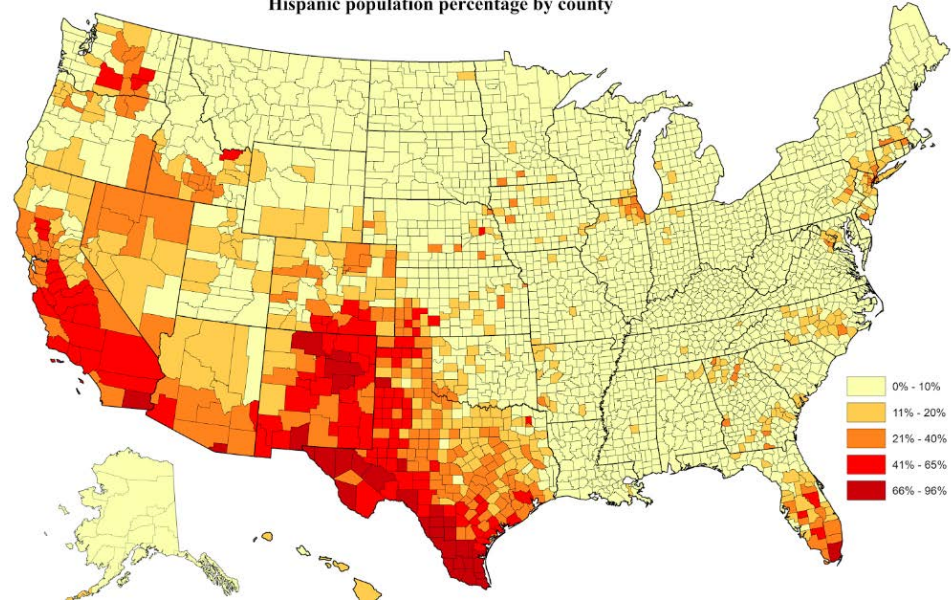 Hispanic population percentage by county
0% - 10%
11% - 20%
21% - 40%
41% - 65%
66% - 96%